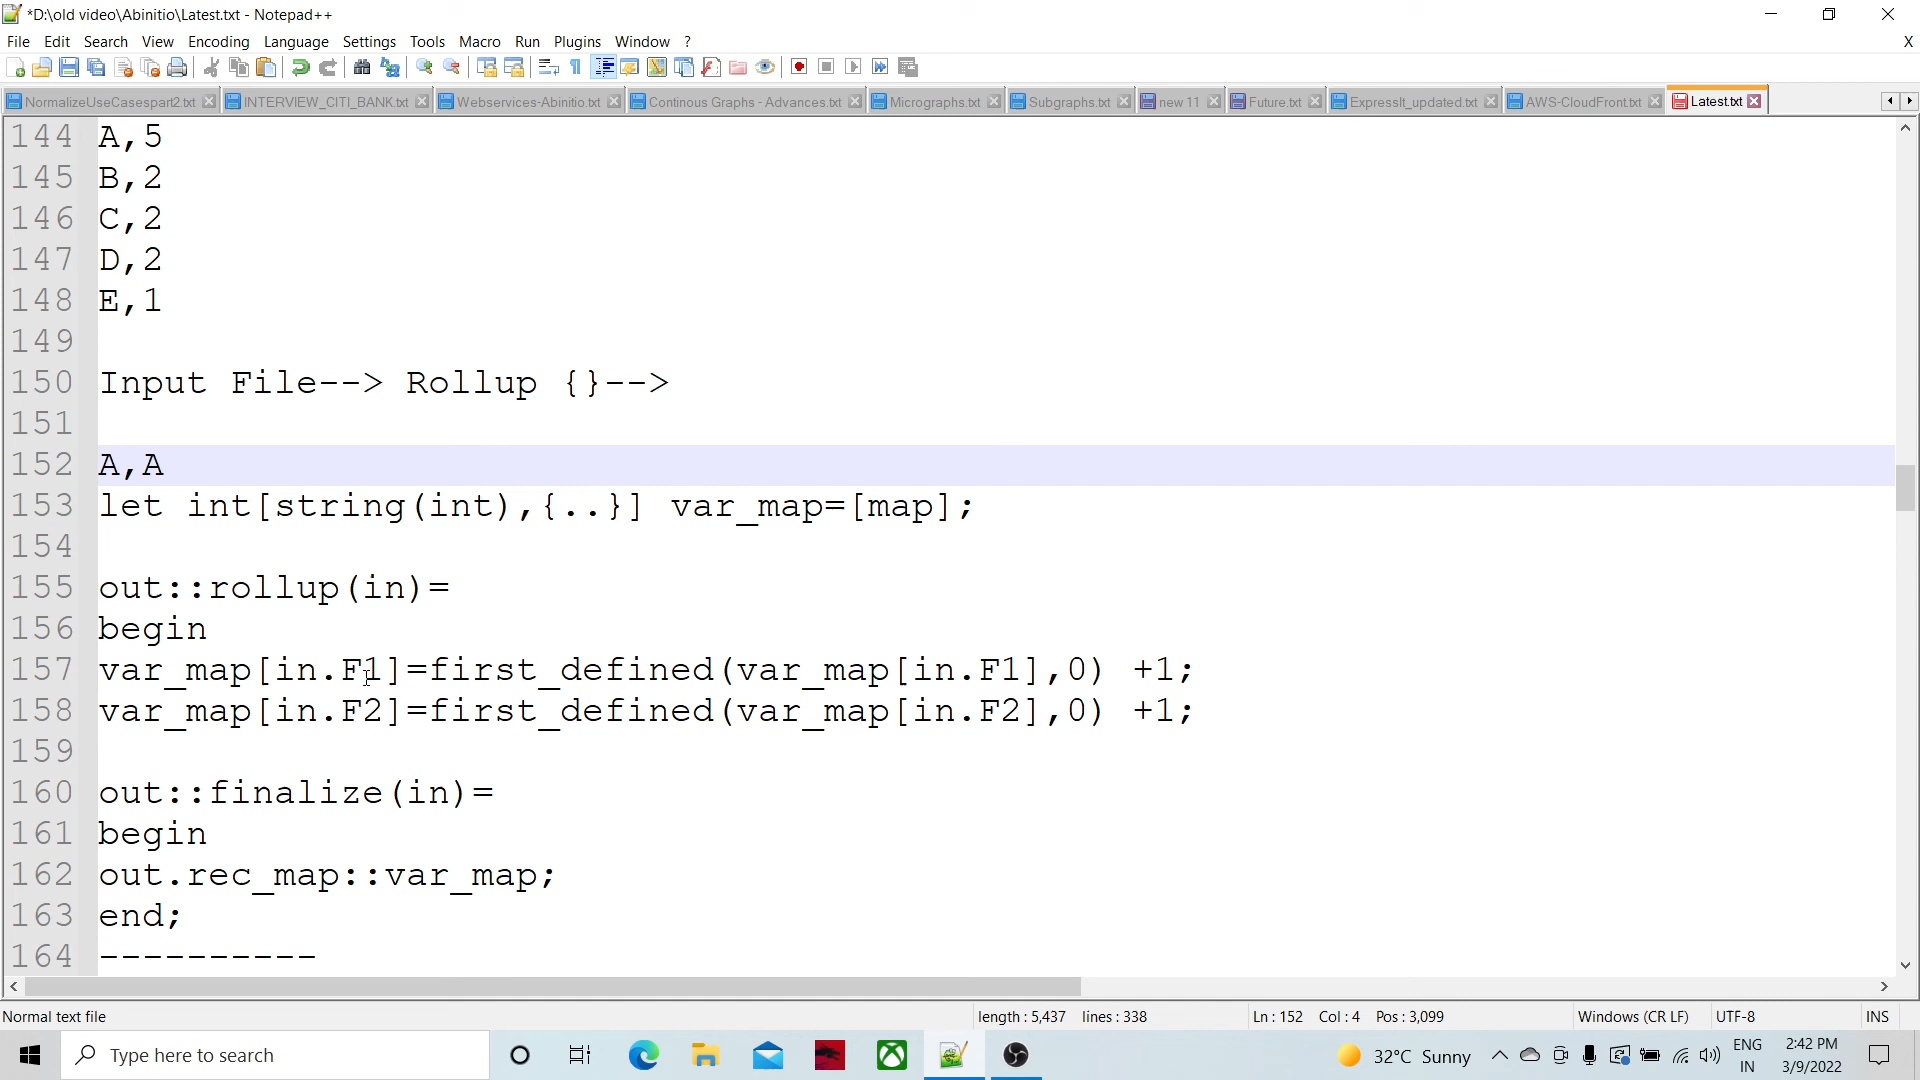 *D:\old video\Abinitio\Latest.txt - Notepad++
File Edit Search View Encoding Language Settings Tools Macro Run Plugins Window ? X
NormalizeUseCasespart2.txt INTERVIEW_CITI_BANK.txt Webservices-Abinitio.txt Continous Graphs - Advances.txt Micrographs.txt Subgraphs.txt new 11 Future.txt ExpressIt_updated.txt AWS-CloudFront.txt Latest.txt
144 A,5
145 B,2
146 C,2
147 D,2
148 E,1
149
150 Input File--> Rollup {}-->
151
152 A,A
153 let int[string(int),{..}] var_map=[map];
154
155 out::rollup(in)=
156 begin
157 var_map[in.F1]=first_defined(var_map[in.F1],0) +1;
158 var_map[in.F2]=first_defined(var_map[in.F2],0) +1;
159
160 out::finalize(in)=
161 begin
162 out.rec_map::var_map;
163 end;
164 ----------
Normal text file length : 5,437 lines : 338 Ln : 152 Col : 4 Pos : 3,099 Windows (CR LF) UTF-8 INS
Type here to search 32°C Sunny ENG IN 2:42 PM 3/9/2022